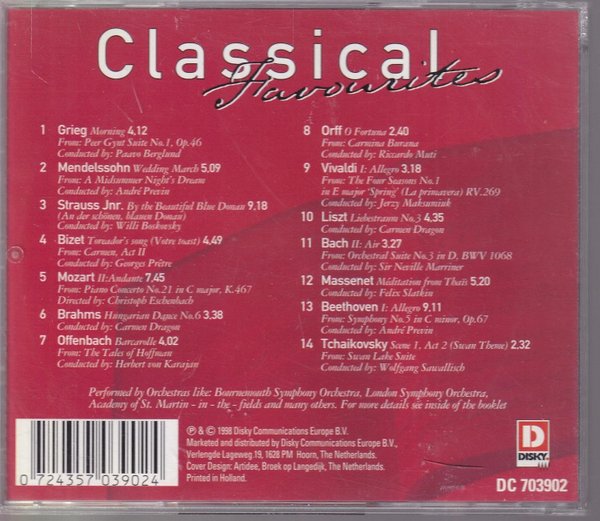 Classical
Favourites
1 Grieg Morning 4,12
From: Peer Gynt Suite No.1, Op.46
Conducted by: Paavo Berglund
2 Mendelssohn Wedding March 5,09
From: A Midsummer Night's Dream
Conducted by: André Previn
3 Strauss Jnr. By the Beautiful Blue Donau 9,18
(An der schönen, blauen Donau)
Conducted by: Willi Boskovsky
4 Bizet Toreador's song (Votre toast) 4,49
From: Carmen, Act II
Conducted by: Georges Prêtre
5 Mozart II:Andante 7,45
From: Piano Concerto No.21 in C major, K.467
Directed by: Christoph Eschenbach
6 Brahms Hungarian Dance No.6 3,38
Conducted by: Carmen Dragon
7 Offenbach Barcarolle 4,02
From: The Tales of Hoffman
Conducted by: Herbert von Karajan
8 Orff O Fortuna 2,40
From: Carmina Burana
Conducted by: Riccardo Muti
9 Vivaldi I: Allegro 3,18
From: The Four Seasons No.1
in E major 'Spring' (La primavera) RV.269
Conducted by: Jerzy Maksumiuk
10 Liszt Liebestraum No.3 4,35
Conducted by: Carmen Dragon
11 Bach II: Air 3,27
From: Orchestral Suite No.3 in D, BWV 1068
Conducted by: Sir Neville Marriner
12 Massenet Méditation from Thaïs 5,20
Conducted by: Felix Slatkin
13 Beethoven I: Allegro 9,11
From: Symphony No.5 in C minor, Op.67
Conducted by: André Previn
14 Tchaikovsky Scene 1, Act 2 (Swan Theme) 2,32
From: Swan Lake Suite
Conducted by: Wolfgang Sawallisch
Performed by Orchestras like: Bournemouth Symphony Orchestra, London Symphony Orchestra,
Academy of St. Martin - in - the - fields and many others. For more details see inside of the booklet
℗ & © 1998 Disky Communications Europe B.V.
Marketed and distributed by Disky Communications Europe B.V.,
Verlengde Lageweg 19, 1628 PM Hoorn, The Netherlands.
Cover Design: Artidee, Broek op Langedijk, The Netherlands.
Printed in Holland.
0 724357 039024
D
DISKY
DC 703902